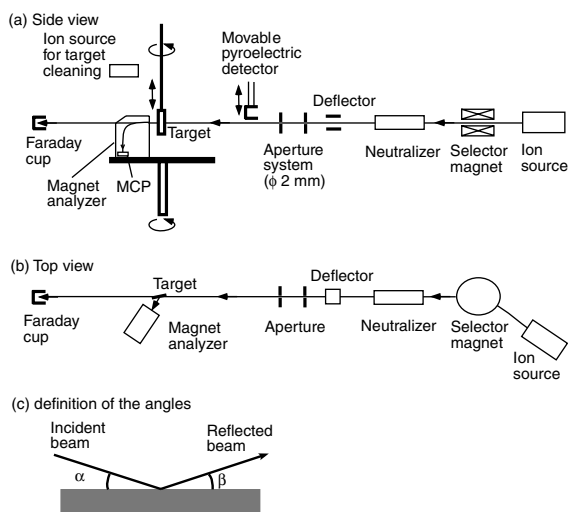 (a) Side view
Ion source
for target
cleaning
Movable
pyroelectric
detector
Deflector
Target
Faraday
cup
Magnet
analyzer
MCP
Aperture
system
(ϕ 2 mm)
Neutralizer
Selector
magnet
Ion
source
(b) Top view
Target
Deflector
Faraday
cup
Magnet
analyzer
Aperture
Neutralizer
Selector
magnet
Ion
source
(c) definition of the angles
Incident
beam
Reflected
beam
α
β